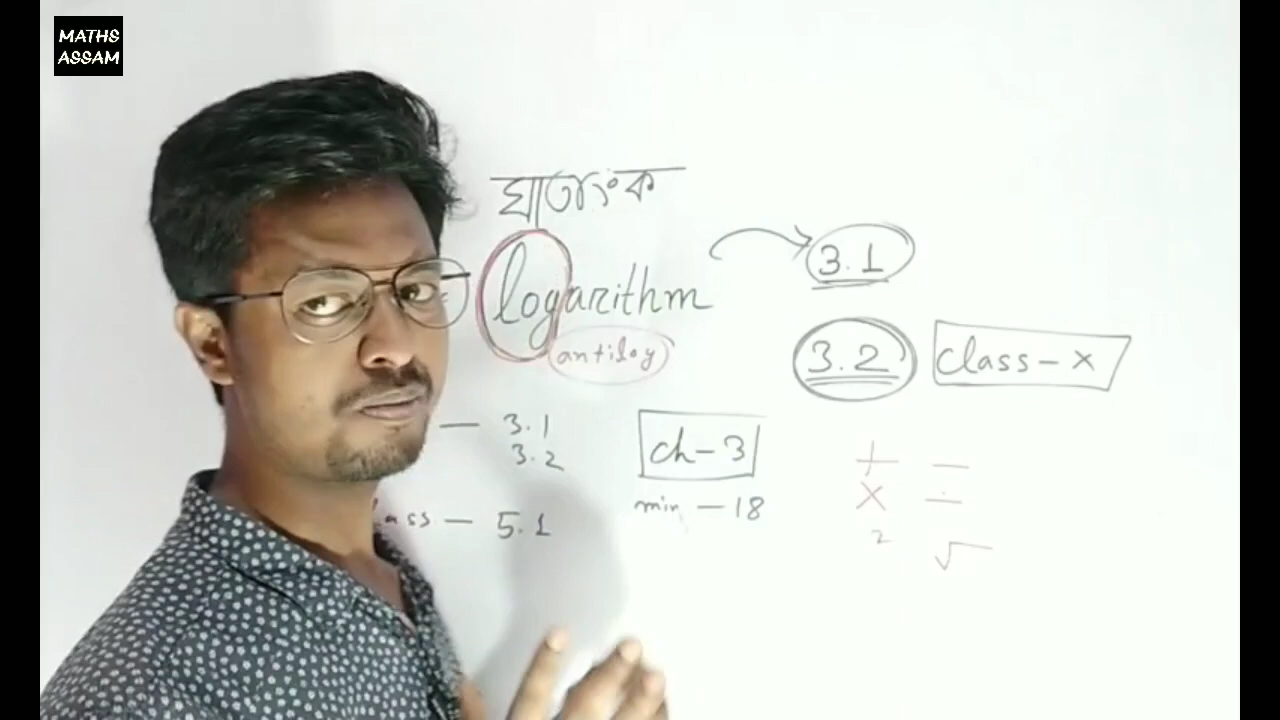 MATHS
ASSAM
ঘাতাংক
logarithm
antilog
3.1
3.2
class-x
— 3.1
3.2
ch-3
min - 18
— 5.1
+ —
× ÷
2 √